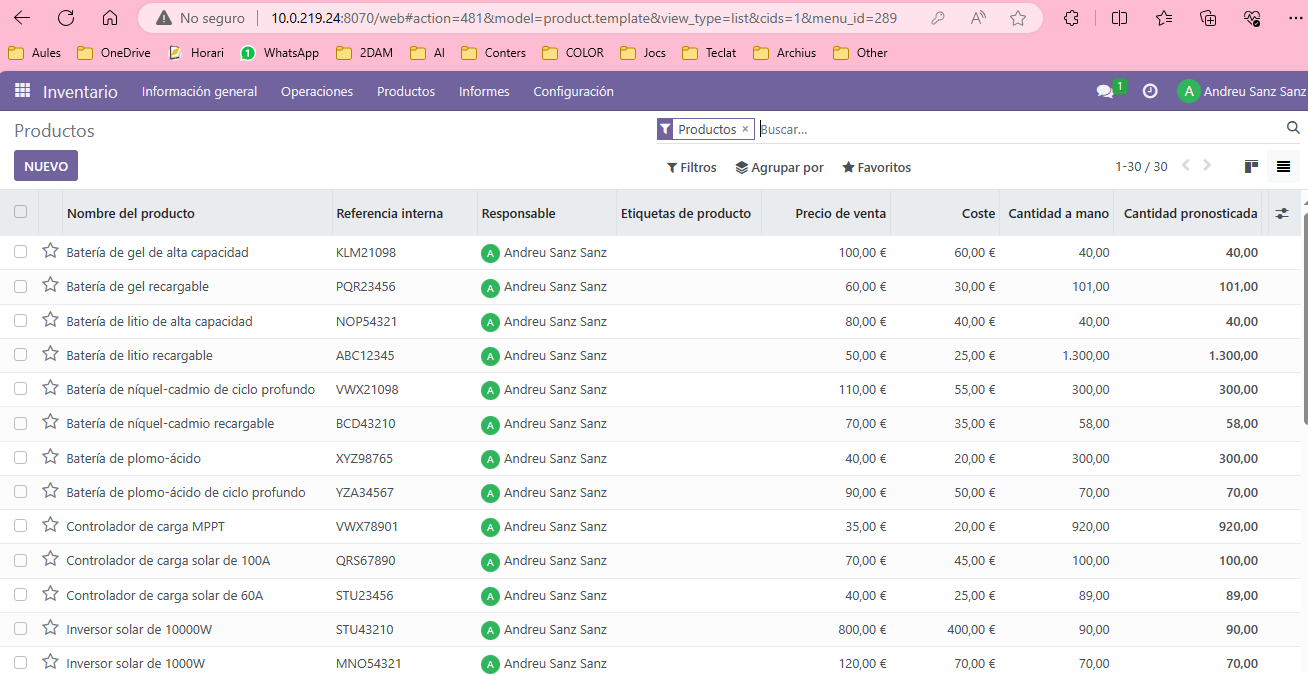 No seguro 10.0.219.24:8070/web#action=481&model=product.template&view_type=list&cids=1&menu_id=289
Aules OneDrive Horari 1 WhatsApp 2DAM AI Conters COLOR Jocs Teclat Archius Other
Inventario Información general Operaciones Productos Informes Configuración 1 A Andreu Sanz Sanz
Productos Productos × Buscar...
NUEVO Filtros Agrupar por Favoritos 1-30 / 30
Nombre del producto Referencia interna Responsable Etiquetas de producto Precio de venta Coste Cantidad a mano Cantidad pronosticada
Batería de gel de alta capacidad KLM21098 A Andreu Sanz Sanz 100,00 € 60,00 € 40,00 40,00
Batería de gel recargable PQR23456 A Andreu Sanz Sanz 60,00 € 30,00 € 101,00 101,00
Batería de litio de alta capacidad NOP54321 A Andreu Sanz Sanz 80,00 € 40,00 € 40,00 40,00
Batería de litio recargable ABC12345 A Andreu Sanz Sanz 50,00 € 25,00 € 1.300,00 1.300,00
Batería de níquel-cadmio de ciclo profundo VWX21098 A Andreu Sanz Sanz 110,00 € 55,00 € 300,00 300,00
Batería de níquel-cadmio recargable BCD43210 A Andreu Sanz Sanz 70,00 € 35,00 € 58,00 58,00
Batería de plomo-ácido XYZ98765 A Andreu Sanz Sanz 40,00 € 20,00 € 300,00 300,00
Batería de plomo-ácido de ciclo profundo YZA34567 A Andreu Sanz Sanz 90,00 € 50,00 € 70,00 70,00
Controlador de carga MPPT VWX78901 A Andreu Sanz Sanz 35,00 € 20,00 € 920,00 920,00
Controlador de carga solar de 100A QRS67890 A Andreu Sanz Sanz 70,00 € 45,00 € 100,00 100,00
Controlador de carga solar de 60A STU23456 A Andreu Sanz Sanz 40,00 € 25,00 € 89,00 89,00
Inversor solar de 10000W STU43210 A Andreu Sanz Sanz 800,00 € 400,00 € 90,00 90,00
Inversor solar de 1000W MNO54321 A Andreu Sanz Sanz 120,00 € 70,00 € 70,00 70,00